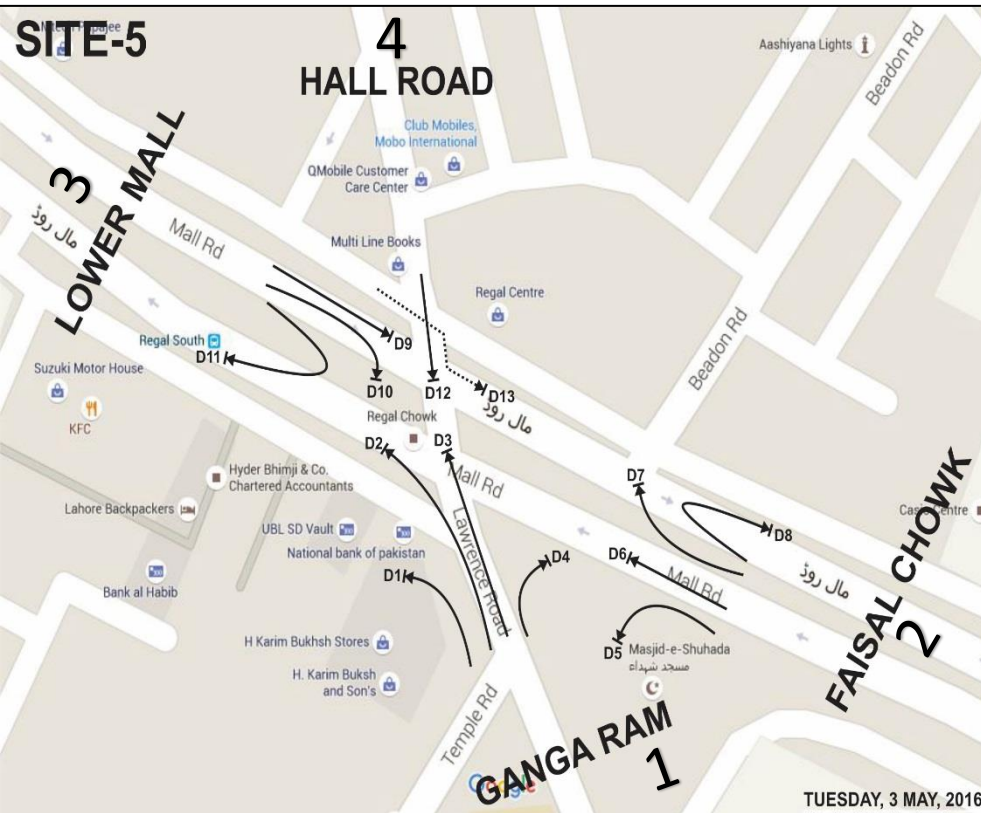 SITE-5
4
HALL ROAD
Aashiyana Lights
Beadon Rd
Club Mobiles,
Mobo International
QMobile Customer
Care Center
3
LOWER MALL
مال روڈ
Mall Rd
Multi Line Books
Regal Centre
Regal South
D11
D9
D10
D12
D13
مال روڈ
Beadon Rd
Suzuki Motor House
KFC
Regal Chowk
D2
D3
Mall Rd
D7
Hyder Bhimji & Co.
Chartered Accountants
Lahore Backpackers
UBL SD Vault
National bank of pakistan
Lawrence Road
D8
D4
D6
Mall Rd
مال روڈ
FAISAL CHOWK
2
Bank al Habib
D1
D5
H Karim Bukhsh Stores
Masjid-e-Shuhada
مسجد شہداء
H. Karim Buksh
and Son's
Temple Rd
GANGA RAM
1
Google
TUESDAY, 3 MAY, 2016